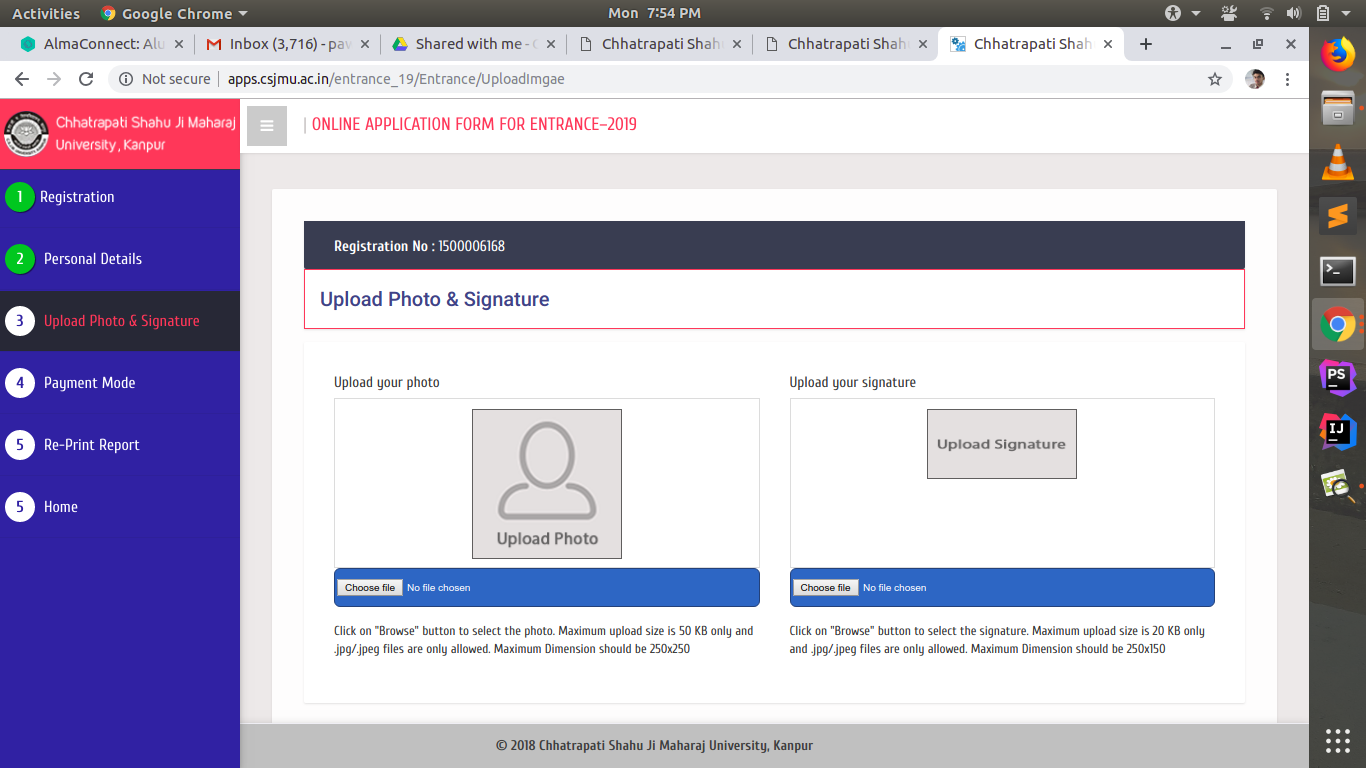 Activities Google Chrome Mon 7:54 PM
AlmaConnect: Alu Inbox (3,716) - pav Shared with me - Chhatrapati Shah Chhatrapati Shah Chhatrapati Shah
Not secure apps.csjmu.ac.in/entrance_19/Entrance/UploadImgae
Chhatrapati Shahu Ji Maharaj
University, Kanpur
| ONLINE APPLICATION FORM FOR ENTRANCE–2019
1 Registration
2 Personal Details
3 Upload Photo & Signature
4 Payment Mode
5 Re-Print Report
5 Home
Registration No : 1500006168
Upload Photo & Signature
Upload your photo
Upload Photo
Choose file No file chosen
Click on "Browse" button to select the photo. Maximum upload size is 50 KB only and
.jpg/.jpeg files are only allowed. Maximum Dimension should be 250x250
Upload your signature
Upload Signature
Choose file No file chosen
Click on "Browse" button to select the signature. Maximum upload size is 20 KB only
and .jpg/.jpeg files are only allowed. Maximum Dimension should be 250x150
© 2018 Chhatrapati Shahu Ji Maharaj University, Kanpur
PS
IJ